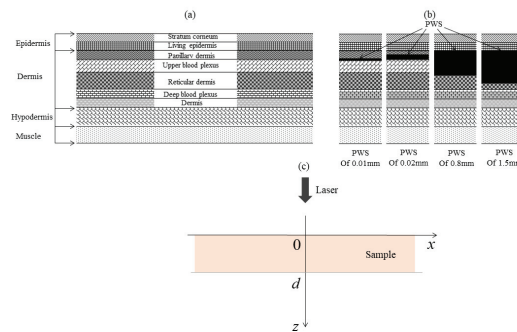 (a)
Epidermis
Dermis
Hypodermis
Muscle
Stratum corneum
Living epidermis
Papillary dermis
Upper blood plexus
Reticular dermis
Deep blood plexus
Dermis
(b)
PWS
PWS
Of 0.01mm
PWS
Of 0.02mm
PWS
Of 0.8mm
PWS
Of 1.5m
(c)
Laser
0
x
Sample
d
z